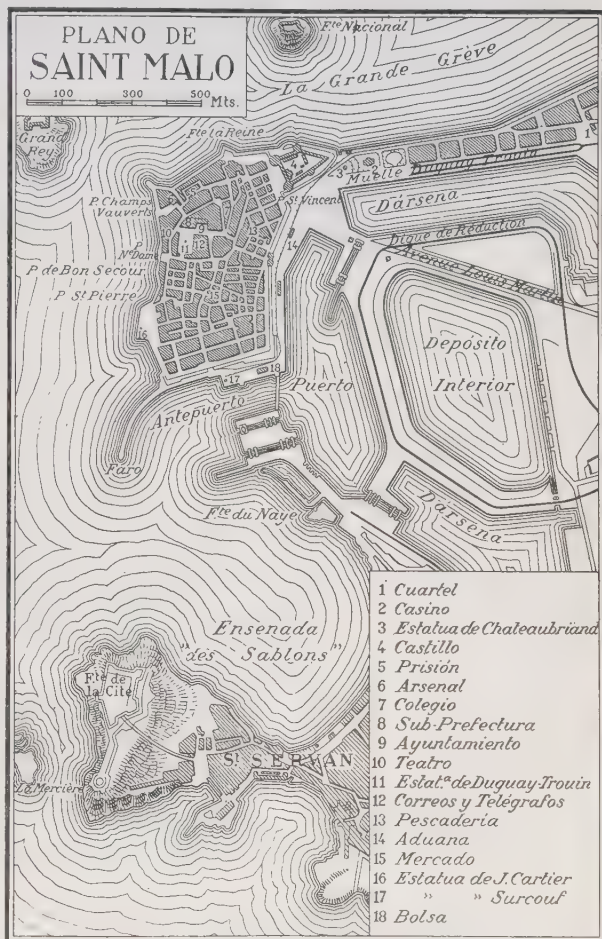 PLANO DE
SAINT MALO
0 100 300 500
Mts.
Fte Nacional
La Grande Grève
Grand
Bey
Fte la Reine
Muelle Duguay-Trouin
Dársena
P. Champs
Vauverts
P. St Vincent
Dique de Réduction
Avenue Louis Martin
P.
N. Dame
P. de Bon Secour
P. St Pierre
Depósito
Interior
Puerto
Antepuerto
Faro
Fte du Naye
Dársena
Ensenada
"des Sablons"
Fte de
la Cité
St SERVAN
La Mercière
1 Cuartel
2 Casino
3 Estatua de Chateaubriand
4 Castillo
5 Prisión
6 Arsenal
7 Colegio
8 Sub-Prefectura
9 Ayuntamiento
10 Teatro
11 Estat.ª de Duguay-Trouin
12 Correos y Telégrafos
13 Pescadería
14 Aduana
15 Mercado
16 Estatua de J. Cartier
17 " " Surcouf
18 Bolsa